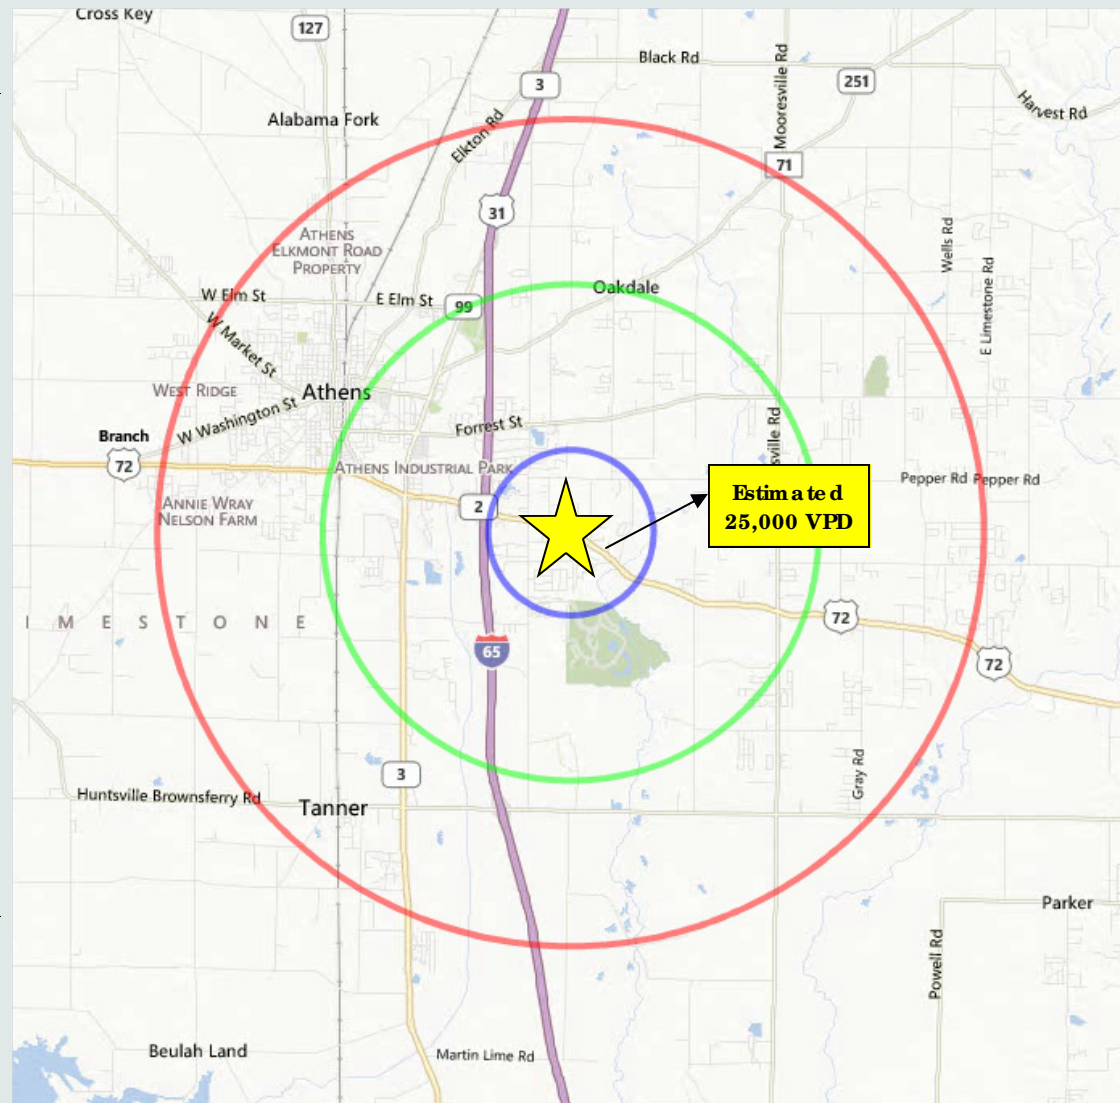 Cross Key
127
Black Rd
Mooresville Rd
3
251
Harvest Rd
Alabama Fork
Elkton Rd
71
31
ATHENS
ELKMONT ROAD
PROPERTY
Wells Rd
E Limestone Rd
W Elm St
E Elm St
99
Oakdale
W Market St
WEST RIDGE
Athens
W Washington St
Forrest St
Branch
72
sville Rd
ATHENS INDUSTRIAL PARK
Pepper Rd
Pepper Rd
ANNIE WRAY
NELSON FARM
2
Estimated
25,000 VPD
IMESTONE
72
65
72
3
Gray Rd
Huntsville Brownsferry Rd
Tanner
Parker
Powell Rd
Beulah Land
Martin Lime Rd